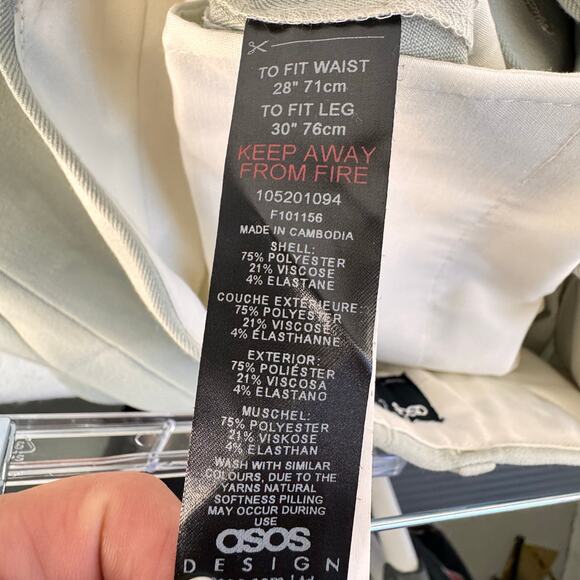 TO FIT WAIST
28" 71cm
TO FIT LEG
30" 76cm
KEEP AWAY
FROM FIRE
105201094
F101156
MADE IN CAMBODIA
SHELL:
75% POLYESTER
21% VISCOSE
4% ELASTANE
COUCHE EXTÉRIEURE:
75% POLYESTER
21% VISCOSE
4% ÉLASTHANNE
EXTERIOR:
75% POLIÉSTER
21% VISCOSA
4% ELASTANO
MUSCHEL:
75% POLYESTER
21% VISKOSE
4% ELASTHAN
WASH WITH SIMILAR
COLOURS, DUE TO THE
YARNS NATURAL
SOFTNESS PILLING
MAY OCCUR DURING
USE
asos
DESIGN